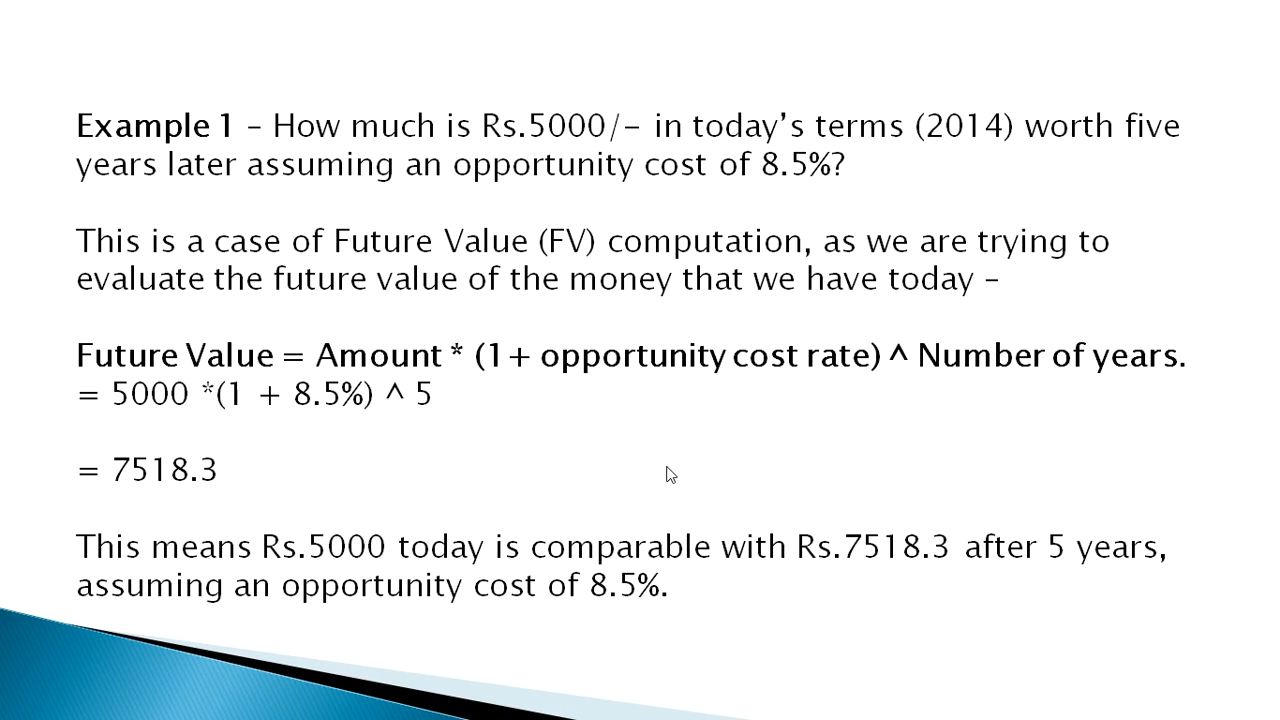 Example 1 – How much is Rs.5000/- in today’s terms (2014) worth five
years later assuming an opportunity cost of 8.5%?
This is a case of Future Value (FV) computation, as we are trying to
evaluate the future value of the money that we have today –
Future Value = Amount * (1+ opportunity cost rate) ^ Number of years.
= 5000 *(1 + 8.5%) ^ 5
= 7518.3
This means Rs.5000 today is comparable with Rs.7518.3 after 5 years,
assuming an opportunity cost of 8.5%.